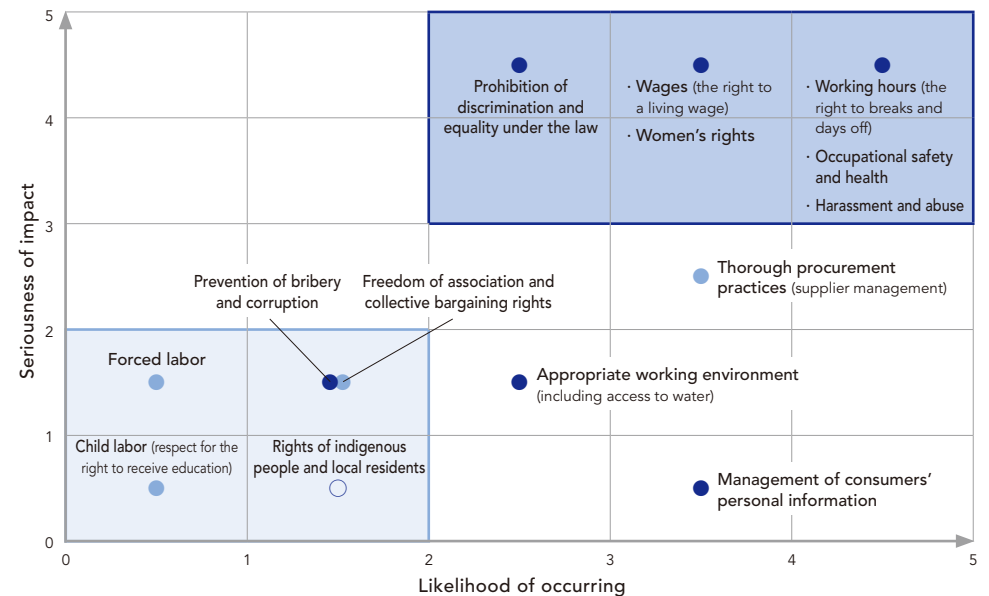 5
4
3
2
1
0
Seriousness of impact
Prohibition of
discrimination and
equality under the law
· Wages (the right to
a living wage)
· Women’s rights
· Working hours (the
right to breaks and
days off)
· Occupational safety
and health
· Harassment and abuse
Thorough procurement
practices (supplier management)
Prevention of bribery
and corruption
Freedom of association and
collective bargaining rights
Forced labor
Appropriate working environment
(including access to water)
Child labor (respect for the
right to receive education)
Rights of indigenous
people and local residents
Management of consumers’
personal information
0
1
2
3
4
5
Likelihood of occurring